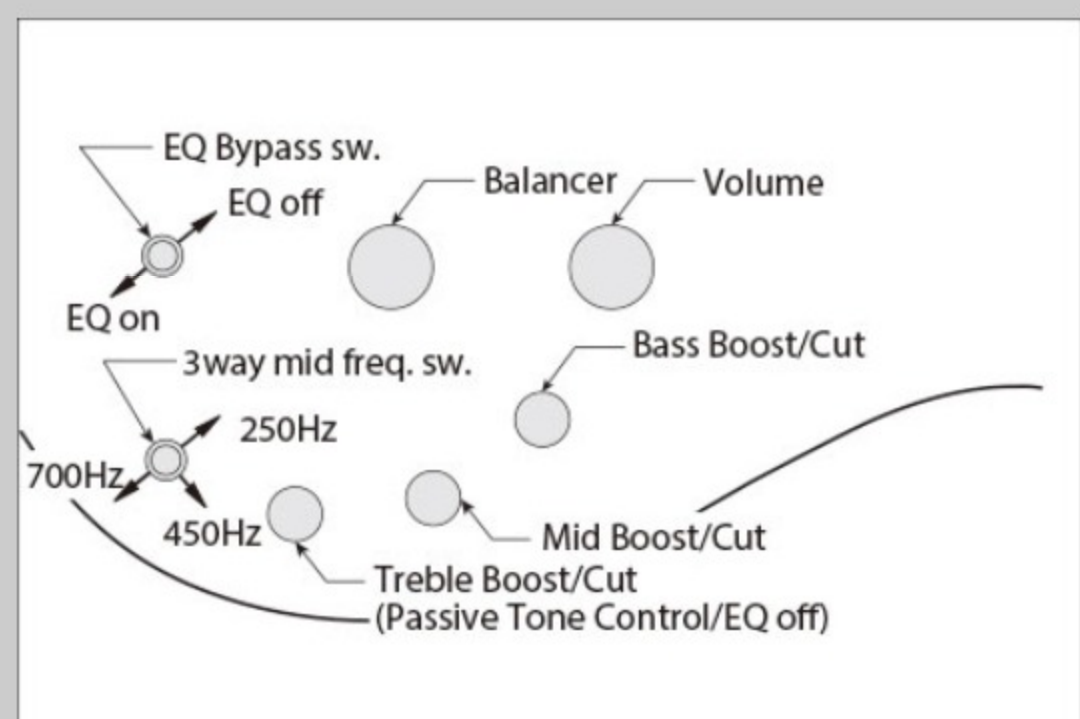 EQ Bypass sw.
EQ off
Balancer
Volume
EQ on
3way mid freq. sw.
Bass Boost/Cut
250Hz
700Hz
450Hz
Mid Boost/Cut
Treble Boost/Cut
(Passive Tone Control/EQ off)